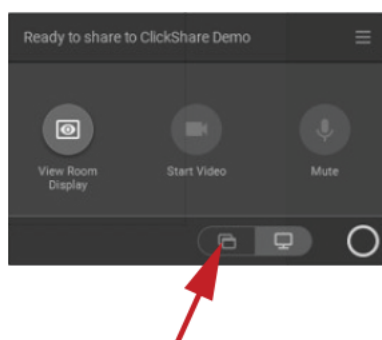 Ready to share to ClickShare Demo
View Room
Display
Start Video
Mute